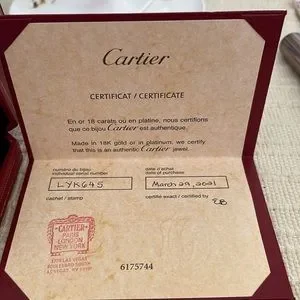 Cartier
CERTIFICAT / CERTIFICATE
En or 18 carats ou en platine, nous certifions
que ce bijou Cartier est authentique.
Made in 18K gold or in platinum, we certify
that this is an authentic Cartier jewel.
numéro du bijou
individual serial number
date d'achat
date of purchase
LYK645
March 29, 2021
cachet / stamp
certifié exact / certified by
CARTIER
PARIS
LONDON
NEW YORK
6175744